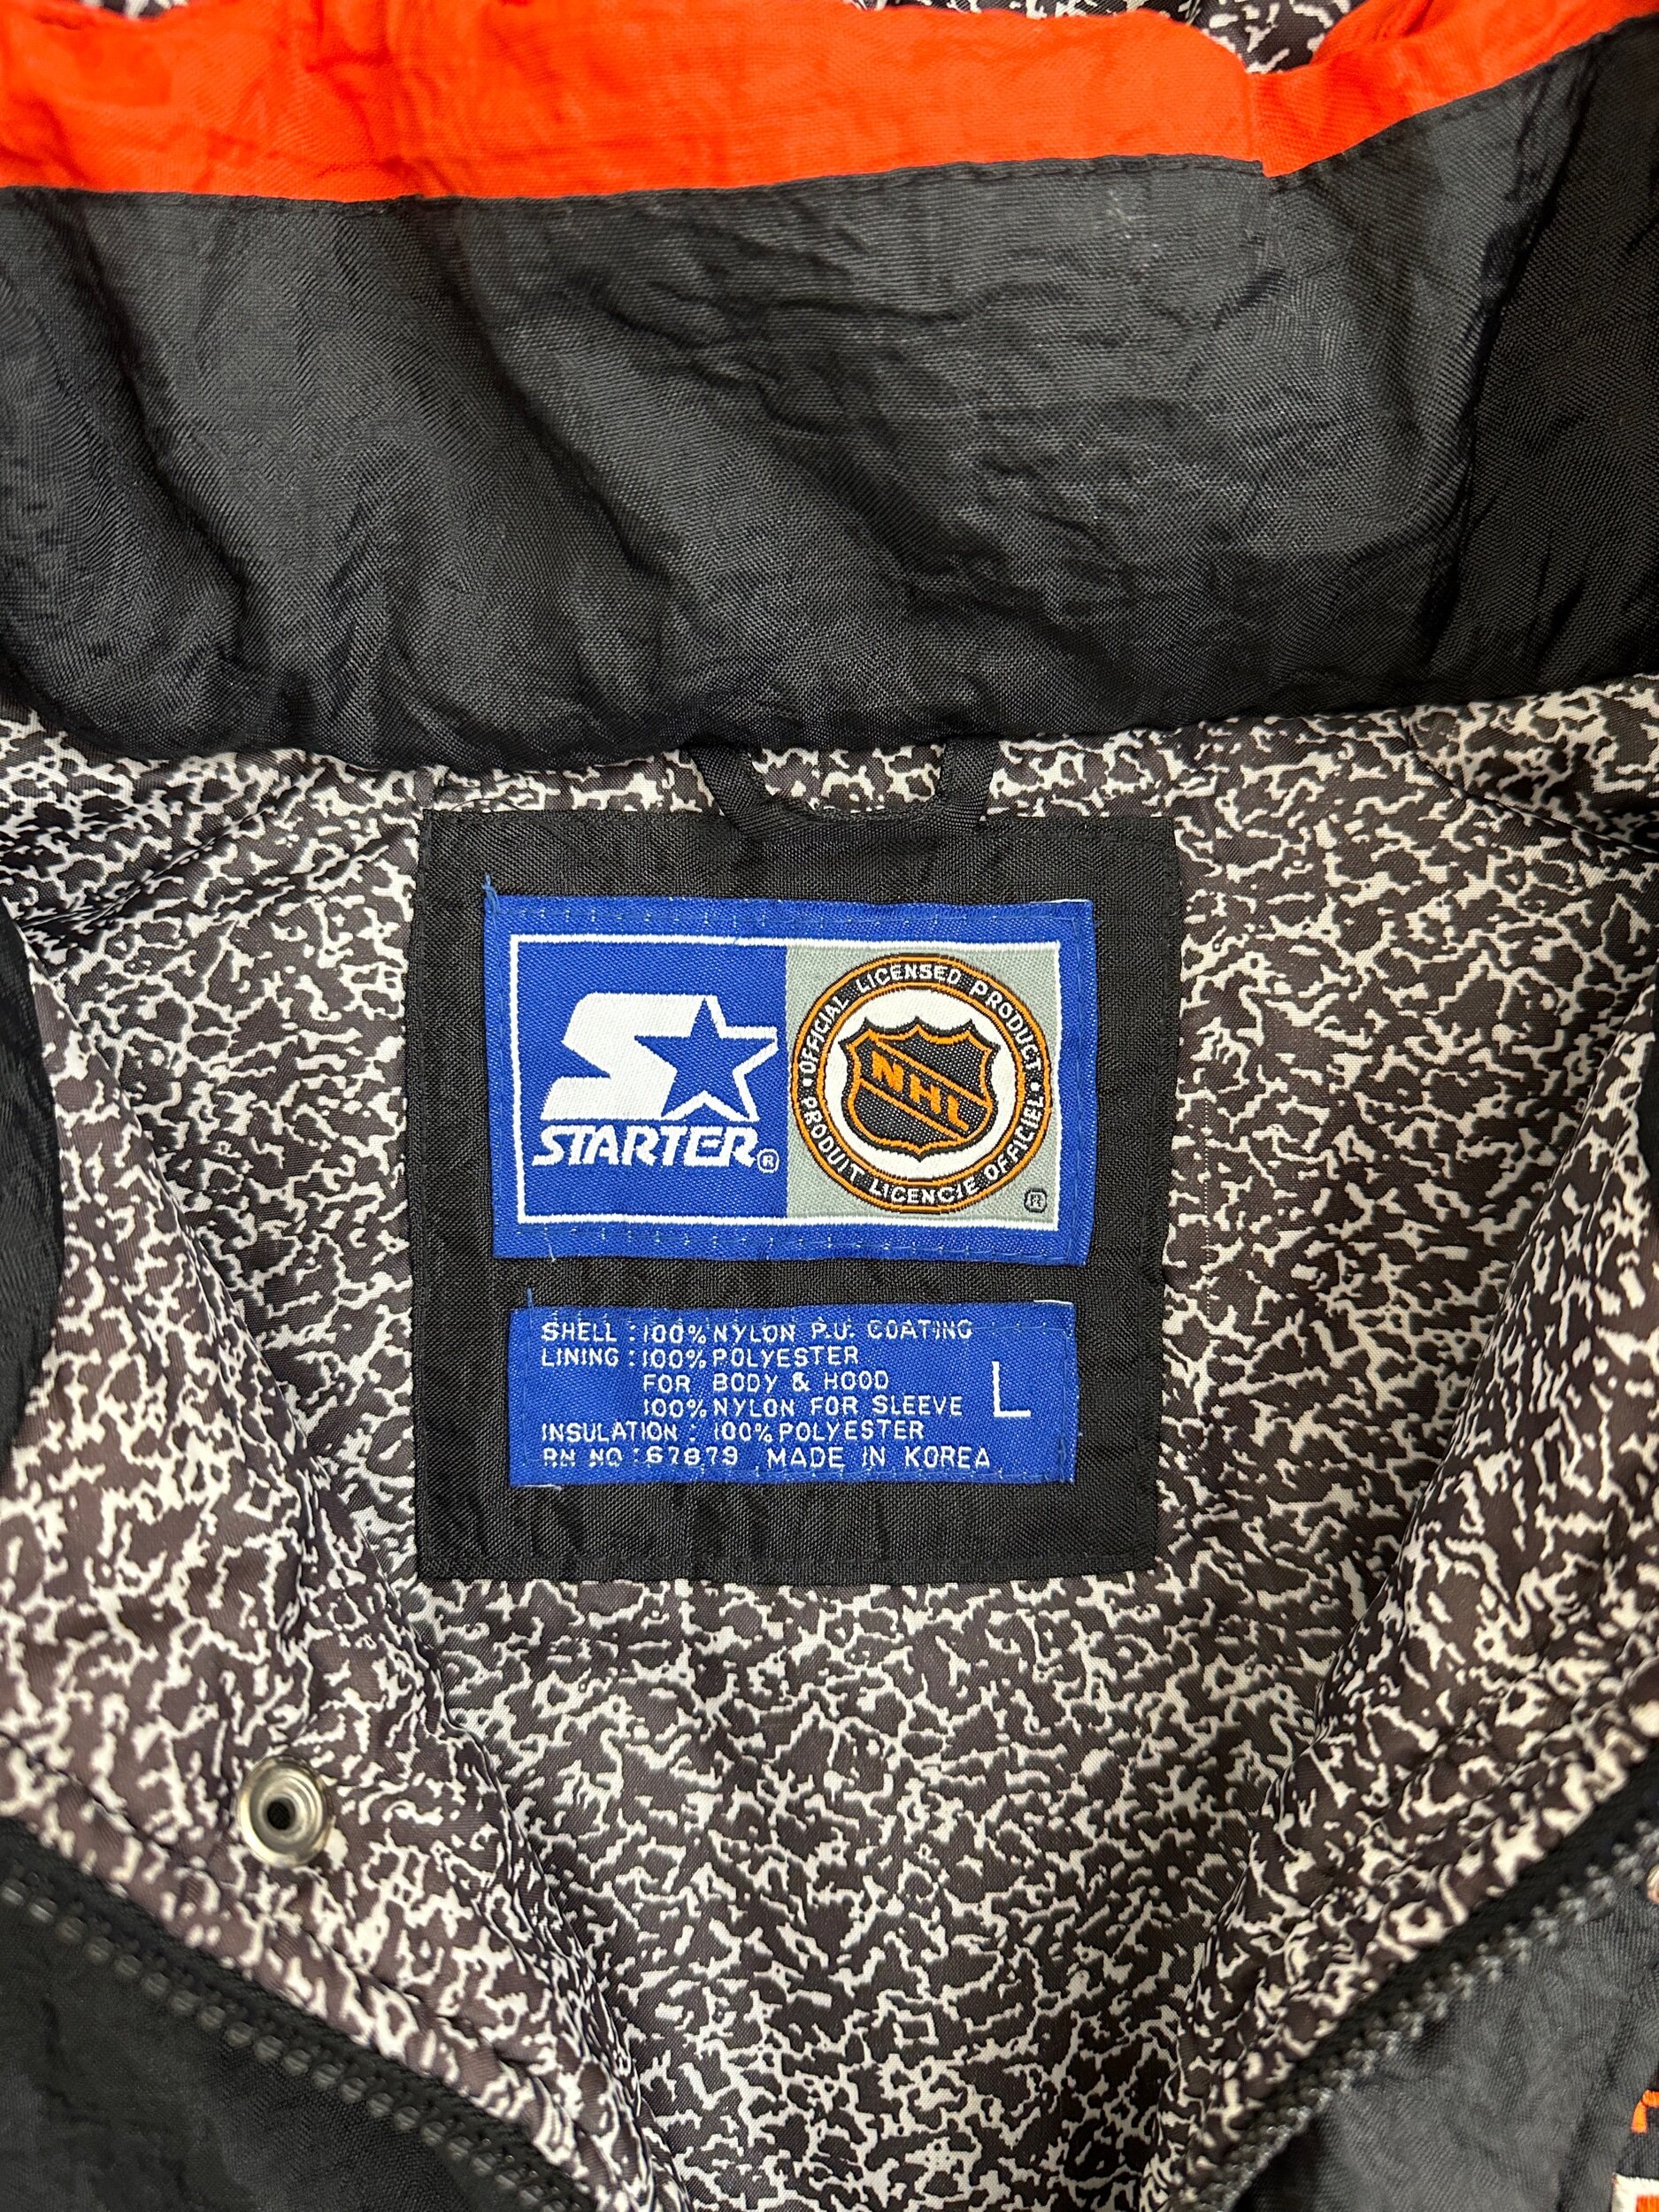 STARTER®
OFFICIAL LICENSED PRODUCT
NHL
PRODUIT LICENCIE OFFICIEL
®
SHELL : 100% NYLON P.U. COATING
LINING : 100% POLYESTER
FOR BODY & HOOD
100% NYLON FOR SLEEVE
L
INSULATION : 100% POLYESTER
RN NO : 67879 MADE IN KOREA